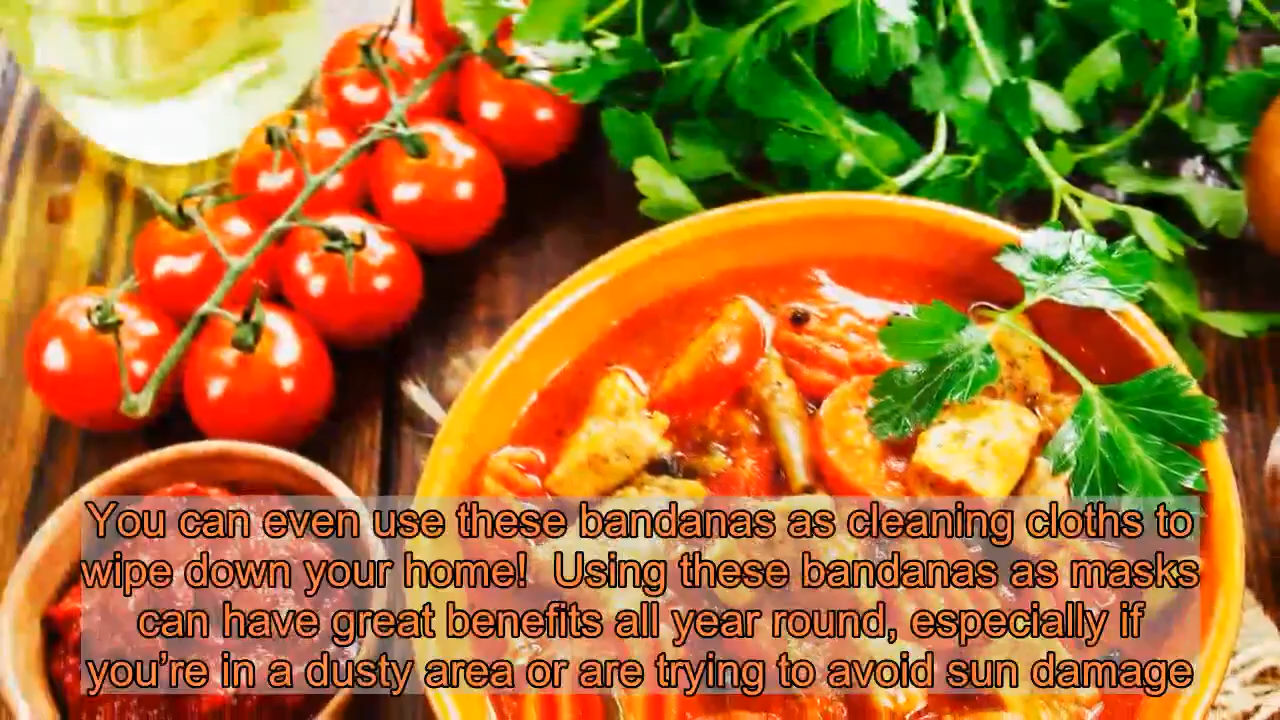 You can even use these bandanas as cleaning cloths to
wipe down your home!  Using these bandanas as masks
can have great benefits all year round, especially if
you’re in a dusty area or are trying to avoid sun damage